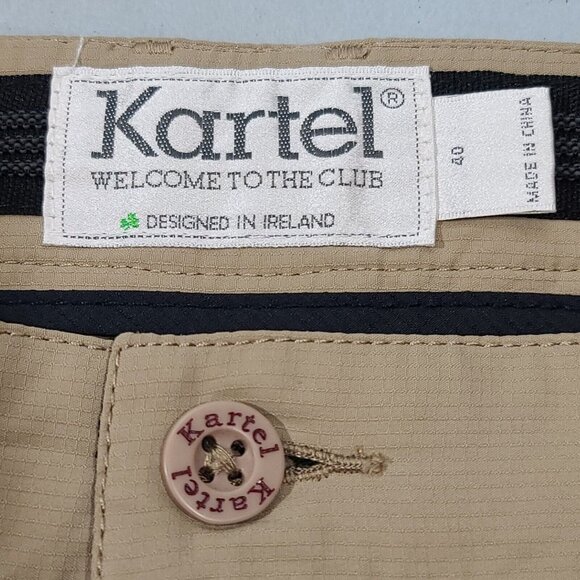 Kartel®
WELCOME TO THE CLUB
☘ DESIGNED IN IRELAND
40
MADE IN CHINA
Kartel Kartel